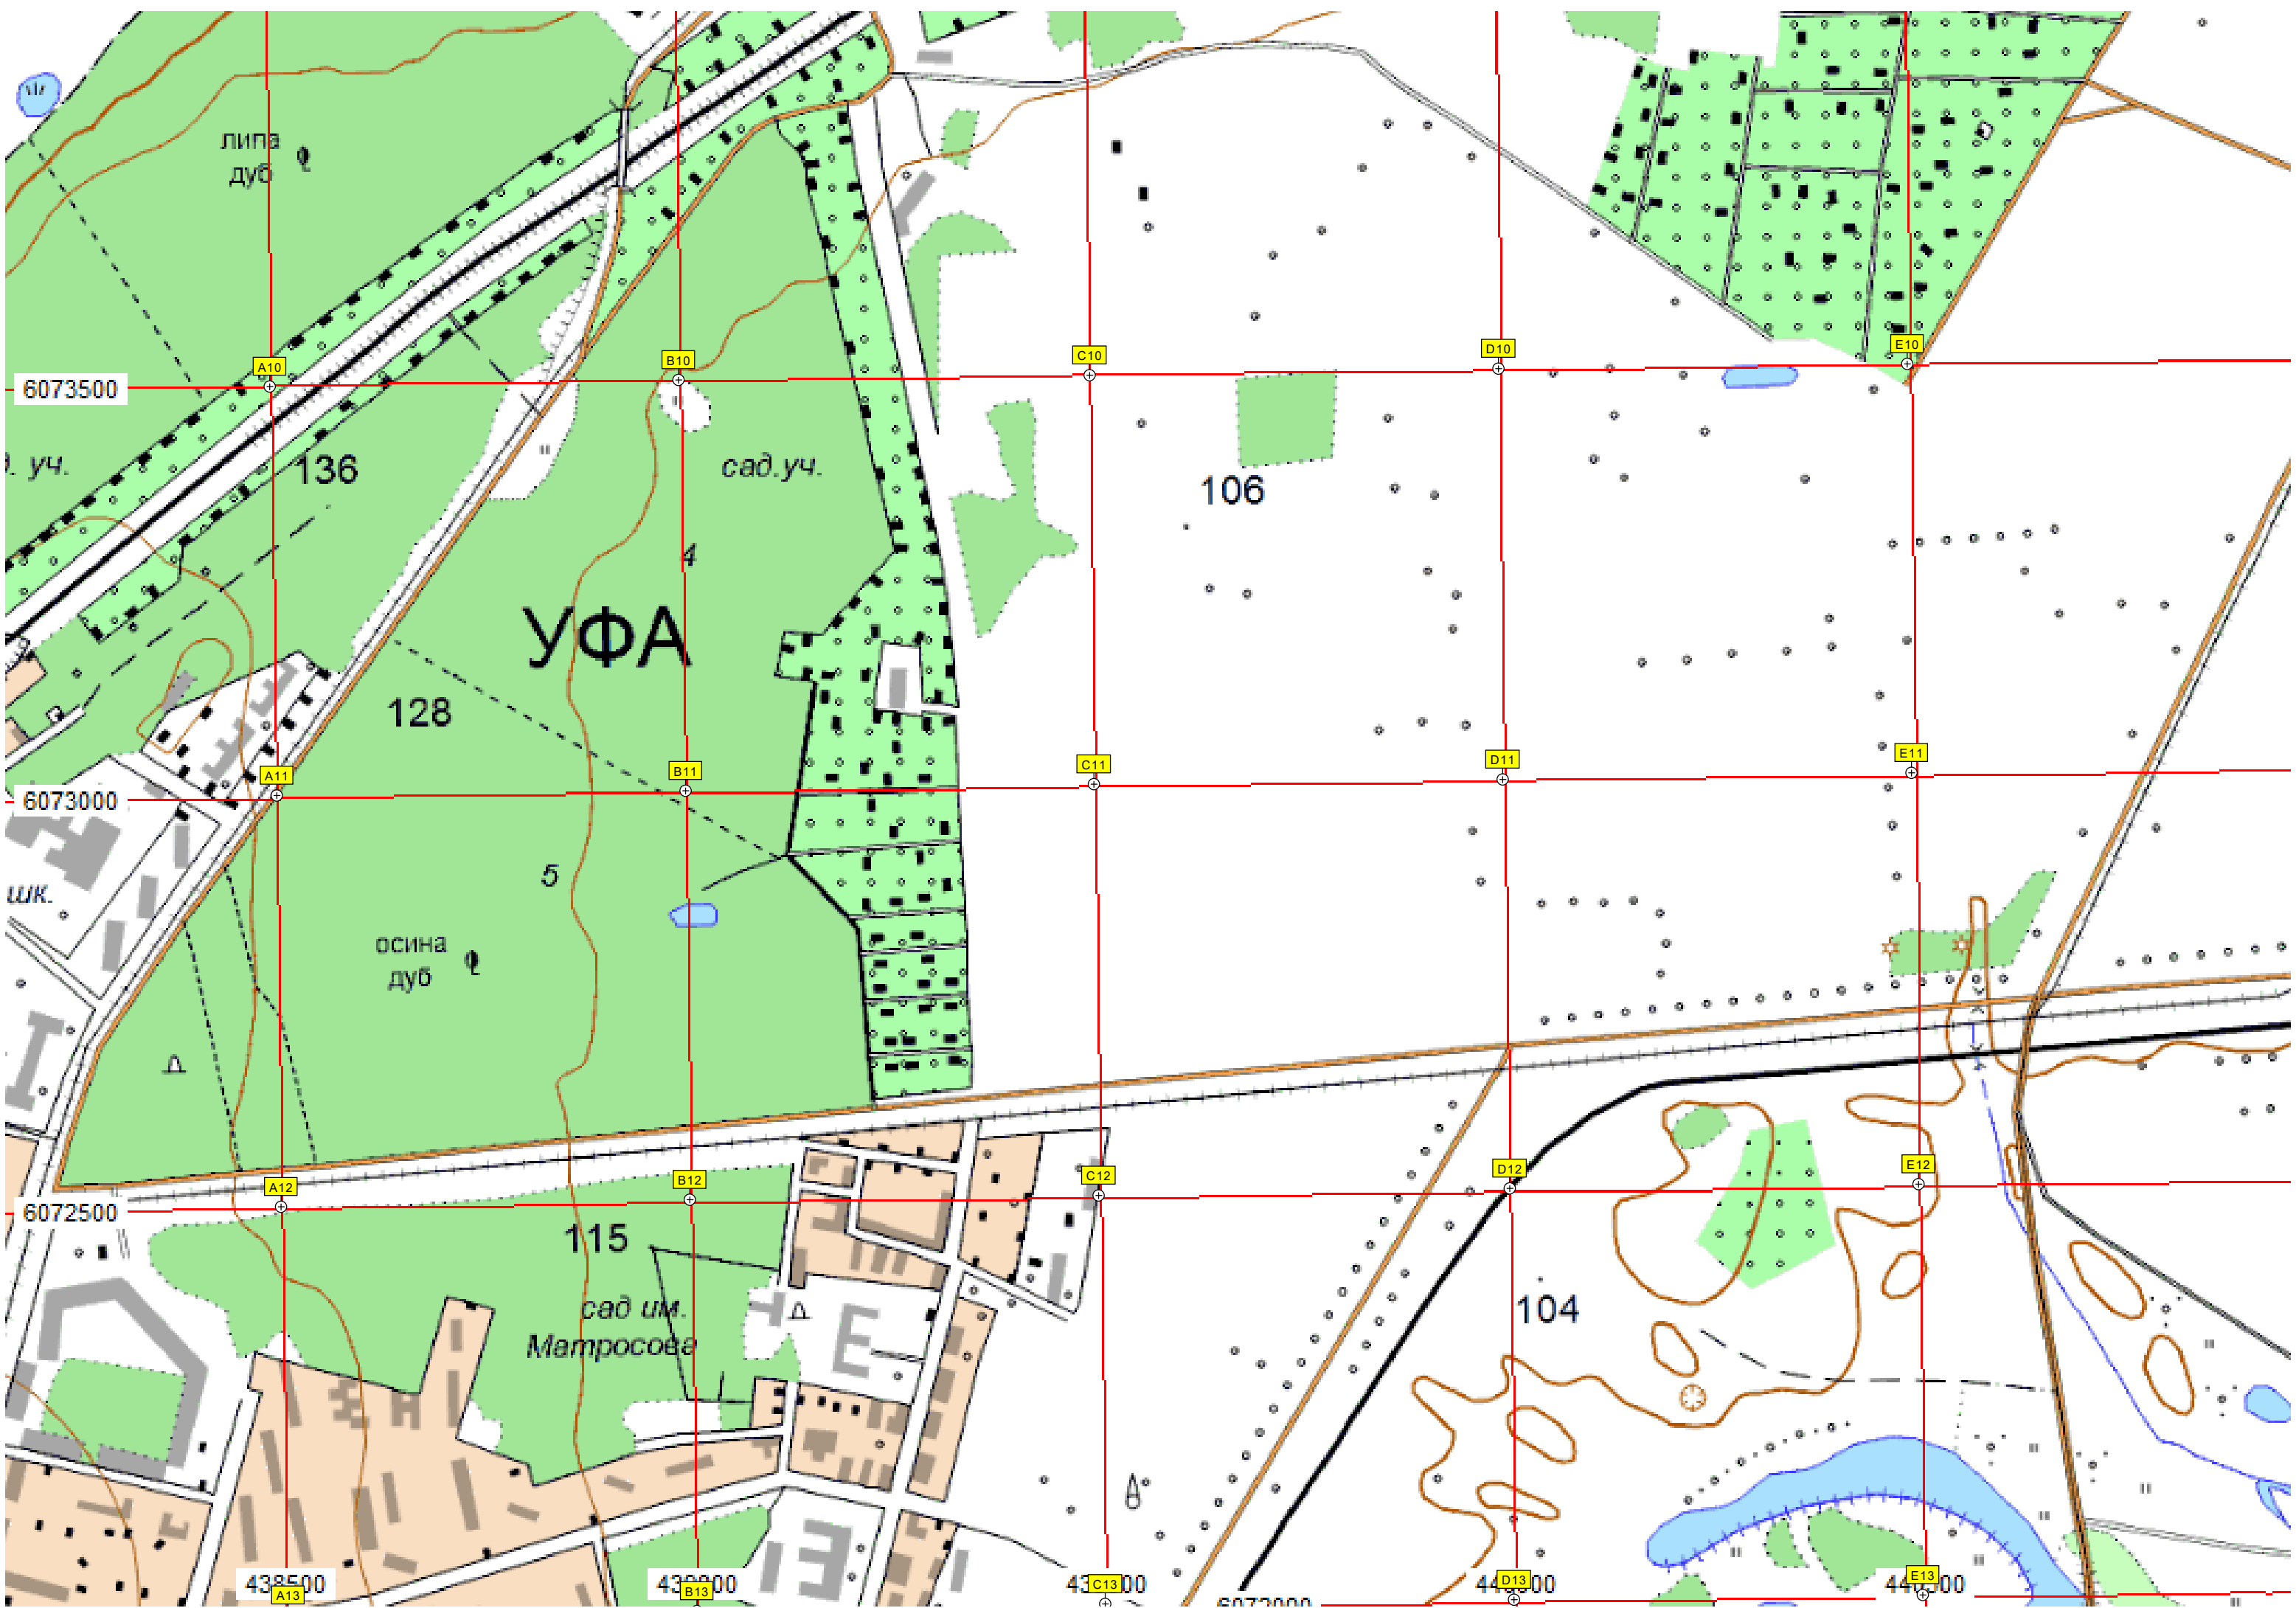 липа
дуб
A10
B10
C10
D10
E10
6073500
уч.
136
сад.уч.
106
4
УФА
128
A11
B11
C11
D11
E11
6073000
5
шк.
осина
дуб
A12
B12
C12
D12
E12
6072500
115
сад им.
Матросова
104
438500
A13
B13
C13
D13
E13